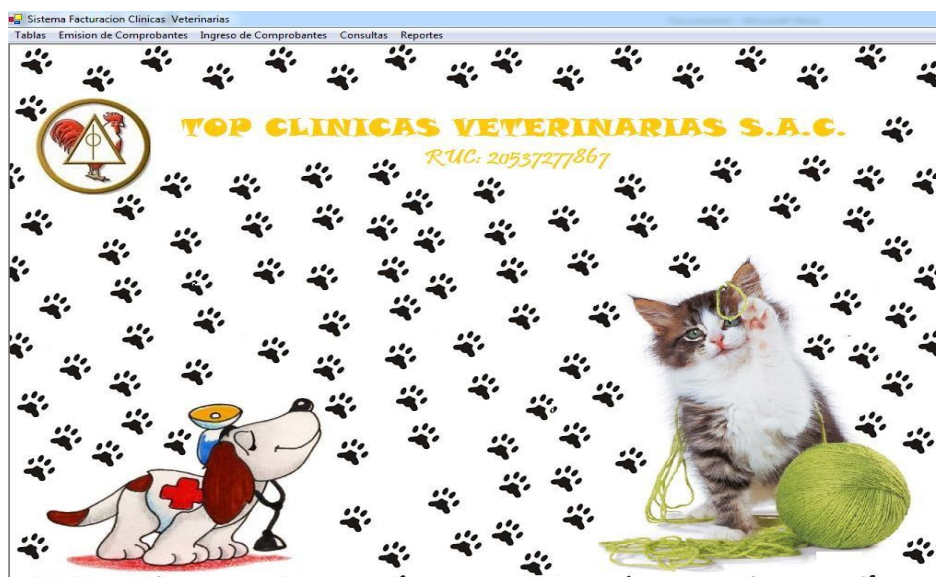 Sistema Facturacion Clinicas Veterinarias
Tablas Emision de Comprobantes Ingreso de Comprobantes Consultas Reportes
TOP CLINICAS VETERINARIAS S.A.C.
RUC: 20537277867